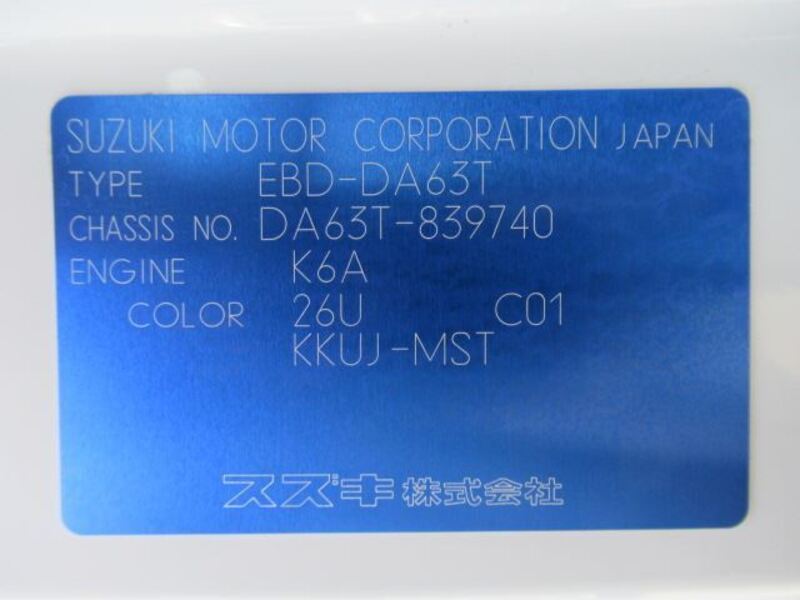 SUZUKI MOTOR CORPORATION JAPAN
TYPE EBD-DA63T
CHASSIS NO. DA63T-839740
ENGINE K6A
COLOR 26U C01
KKUJ-MST
スズキ株式会社